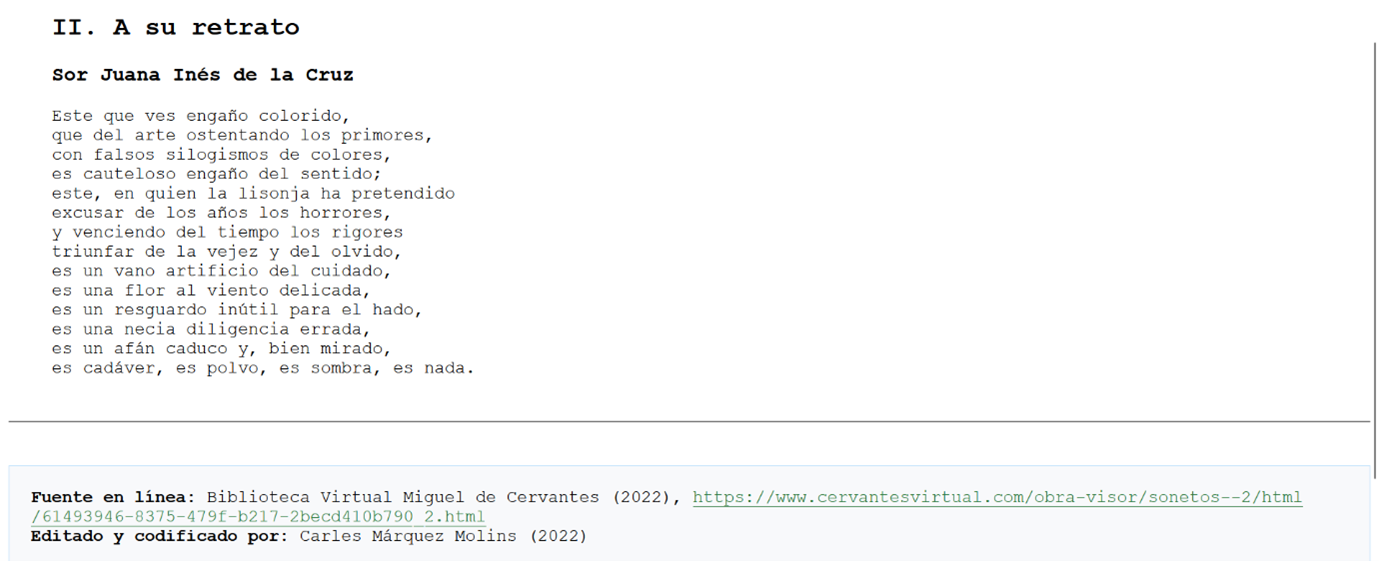 II. A su retrato
Sor Juana Inés de la Cruz
Este que ves engaño colorido,
que del arte ostentando los primores,
con falsos silogismos de colores,
es cauteloso engaño del sentido;
este, en quien la lisonja ha pretendido
excusar de los años los horrores,
y venciendo del tiempo los rigores
triunfar de la vejez y del olvido,
es un vano artificio del cuidado,
es una flor al viento delicada,
es un resguardo inútil para el hado,
es una necia diligencia errada,
es un afán caduco y, bien mirado,
es cadáver, es polvo, es sombra, es nada.
Fuente en línea: Biblioteca Virtual Miguel de Cervantes (2022), https://www.cervantesvirtual.com/obra-visor/sonetos--2/html
/61493946-8375-479f-b217-2becd410b790_2.html
Editado y codificado por: Carles Márquez Molins (2022)